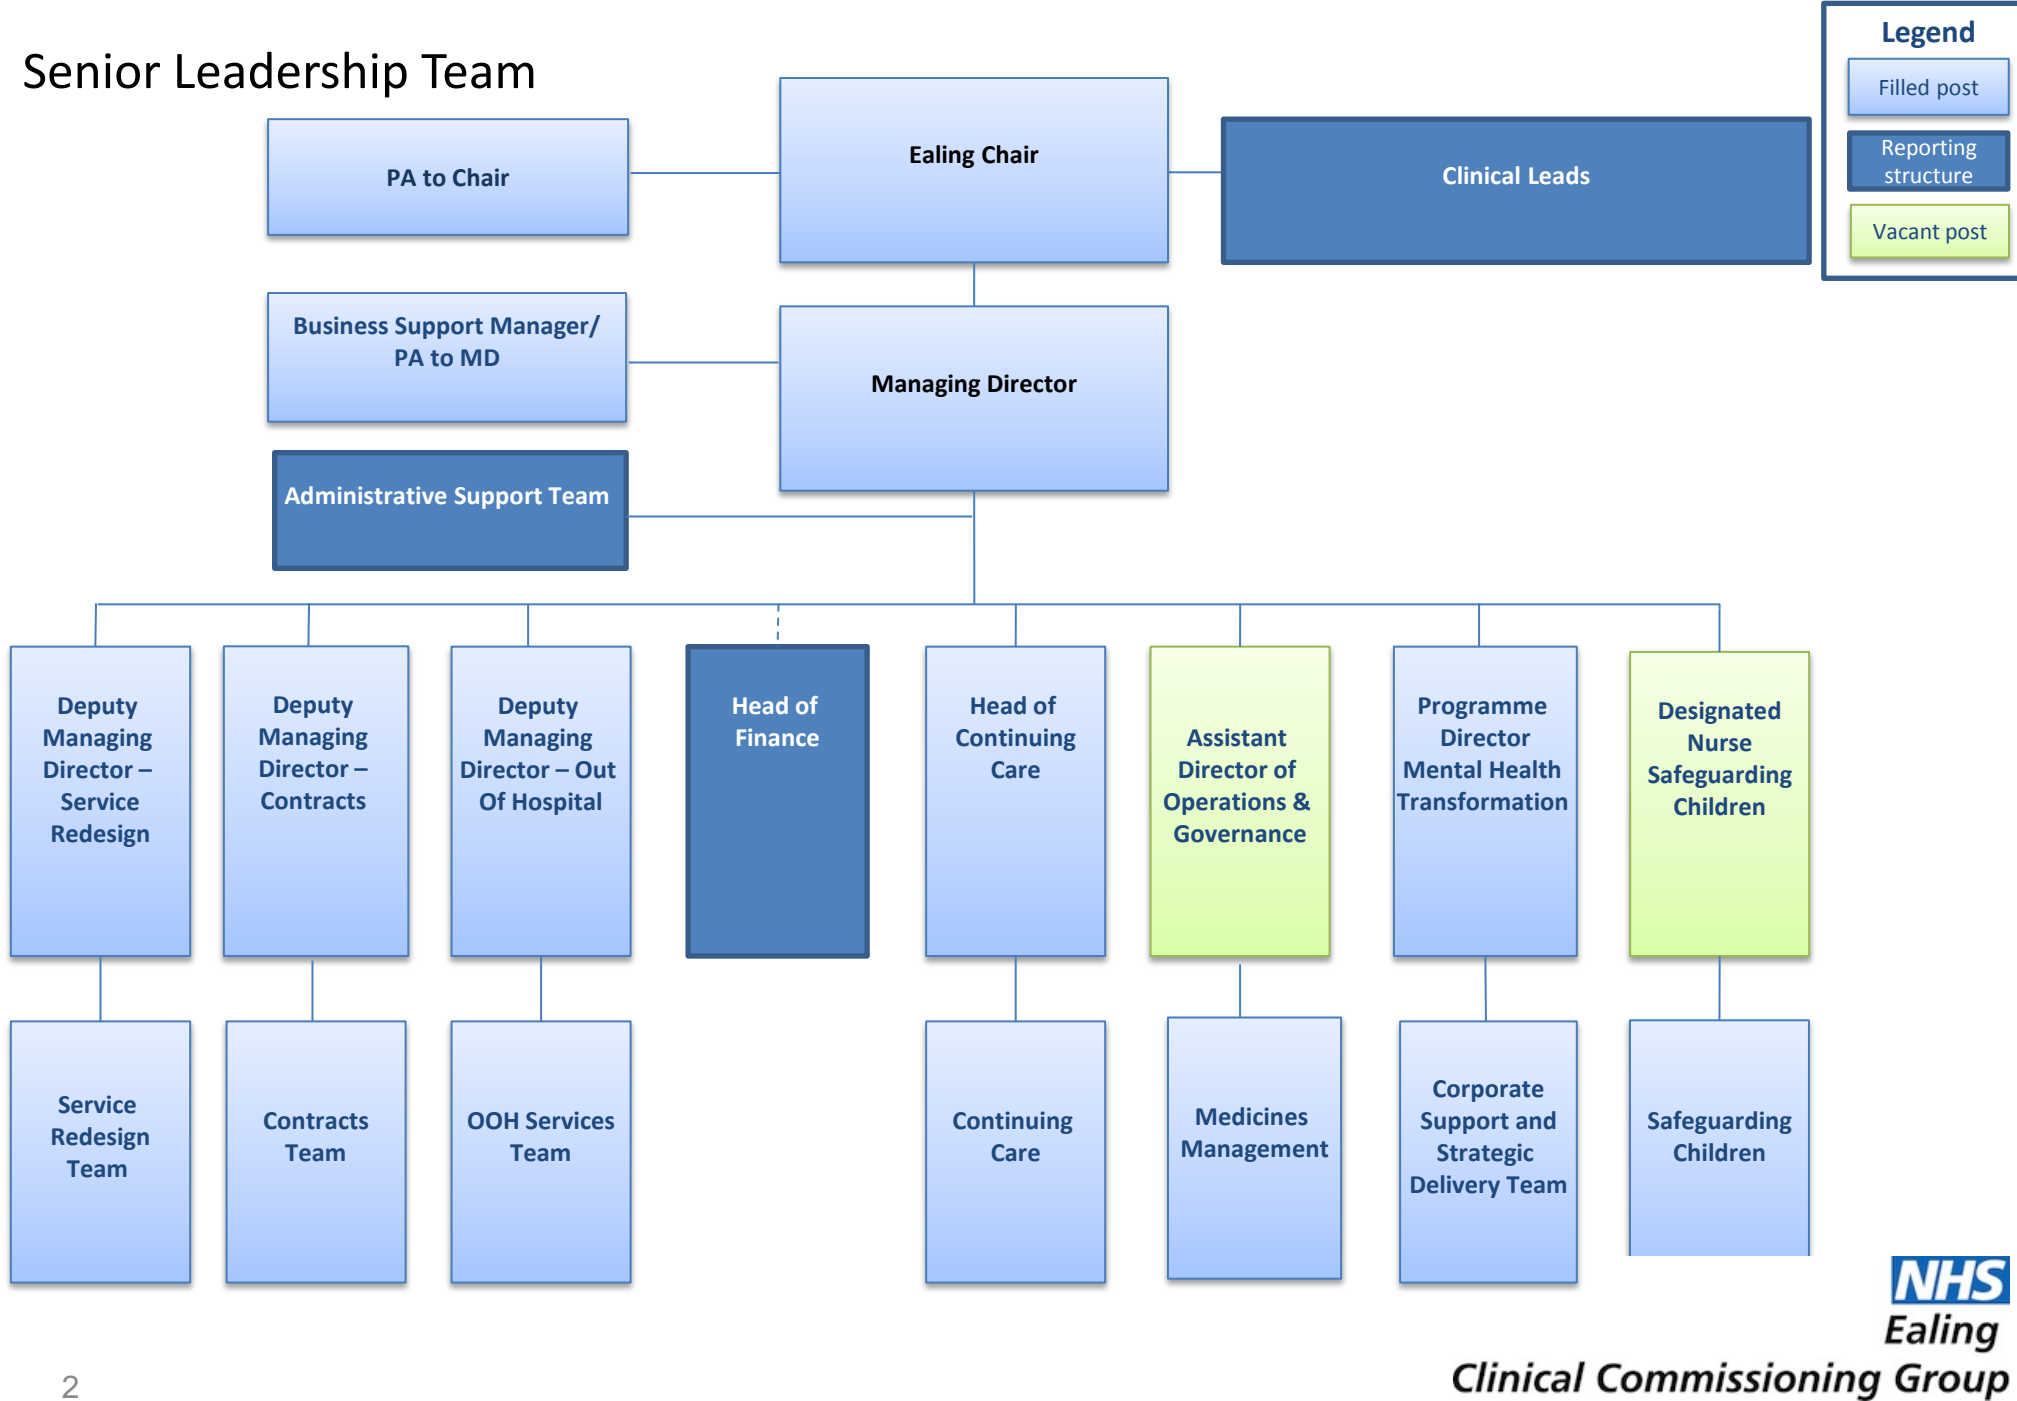 Senior Leadership Team
Legend
Filled post
Reporting
structure
Vacant post
Ealing Chair
PA to Chair
Clinical Leads
Business Support Manager/
PA to MD
Managing Director
Administrative Support Team
Deputy
Managing
Director –
Service
Redesign
Deputy
Managing
Director –
Contracts
Deputy
Managing
Director – Out
Of Hospital
Head of
Finance
Head of
Continuing
Care
Assistant
Director of
Operations &
Governance
Programme
Director
Mental Health
Transformation
Designated
Nurse
Safeguarding
Children
Service
Redesign
Team
Contracts
Team
OOH Services
Team
Continuing
Care
Medicines
Management
Corporate
Support and
Strategic
Delivery Team
Safeguarding
Children
NHS
Ealing
Clinical Commissioning Group
2